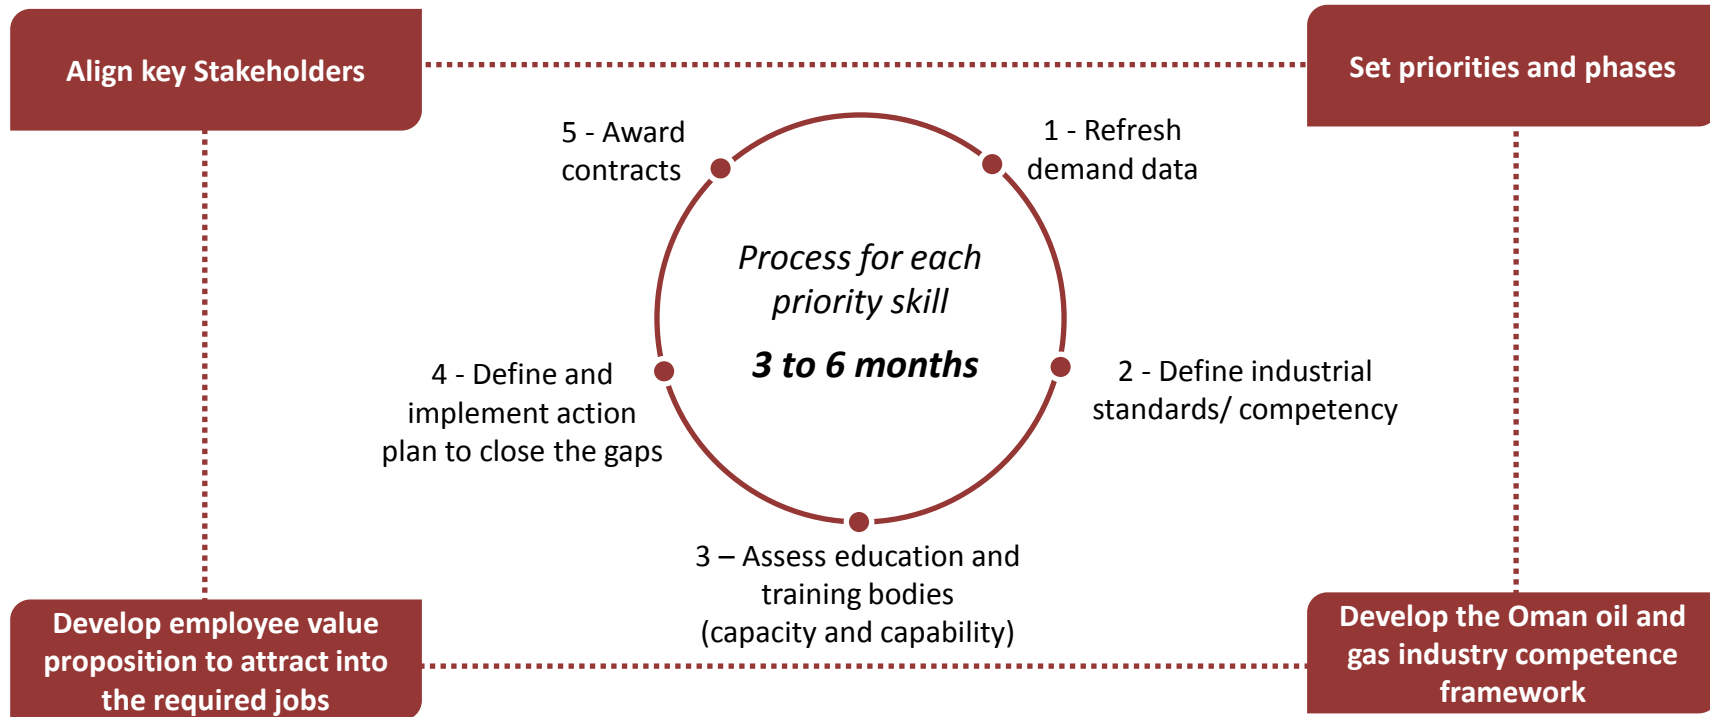 Align key Stakeholders
Set priorities and phases
5 - Award
contracts
1 - Refresh
demand data
Process for each
priority skill
3 to 6 months
4 - Define and
implement action
plan to close the gaps
2 - Define industrial
standards/ competency
3 – Assess education and
training bodies
(capacity and capability)
Develop employee value
proposition to attract into
the required jobs
Develop the Oman oil and
gas industry competence
framework